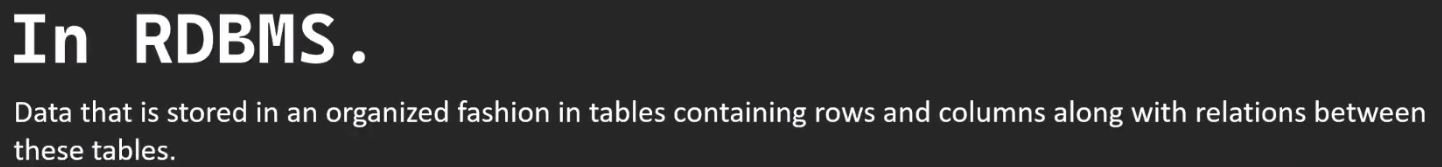 In RDBMS.
Data that is stored in an organized fashion in tables containing rows and columns along with relations between
these tables.